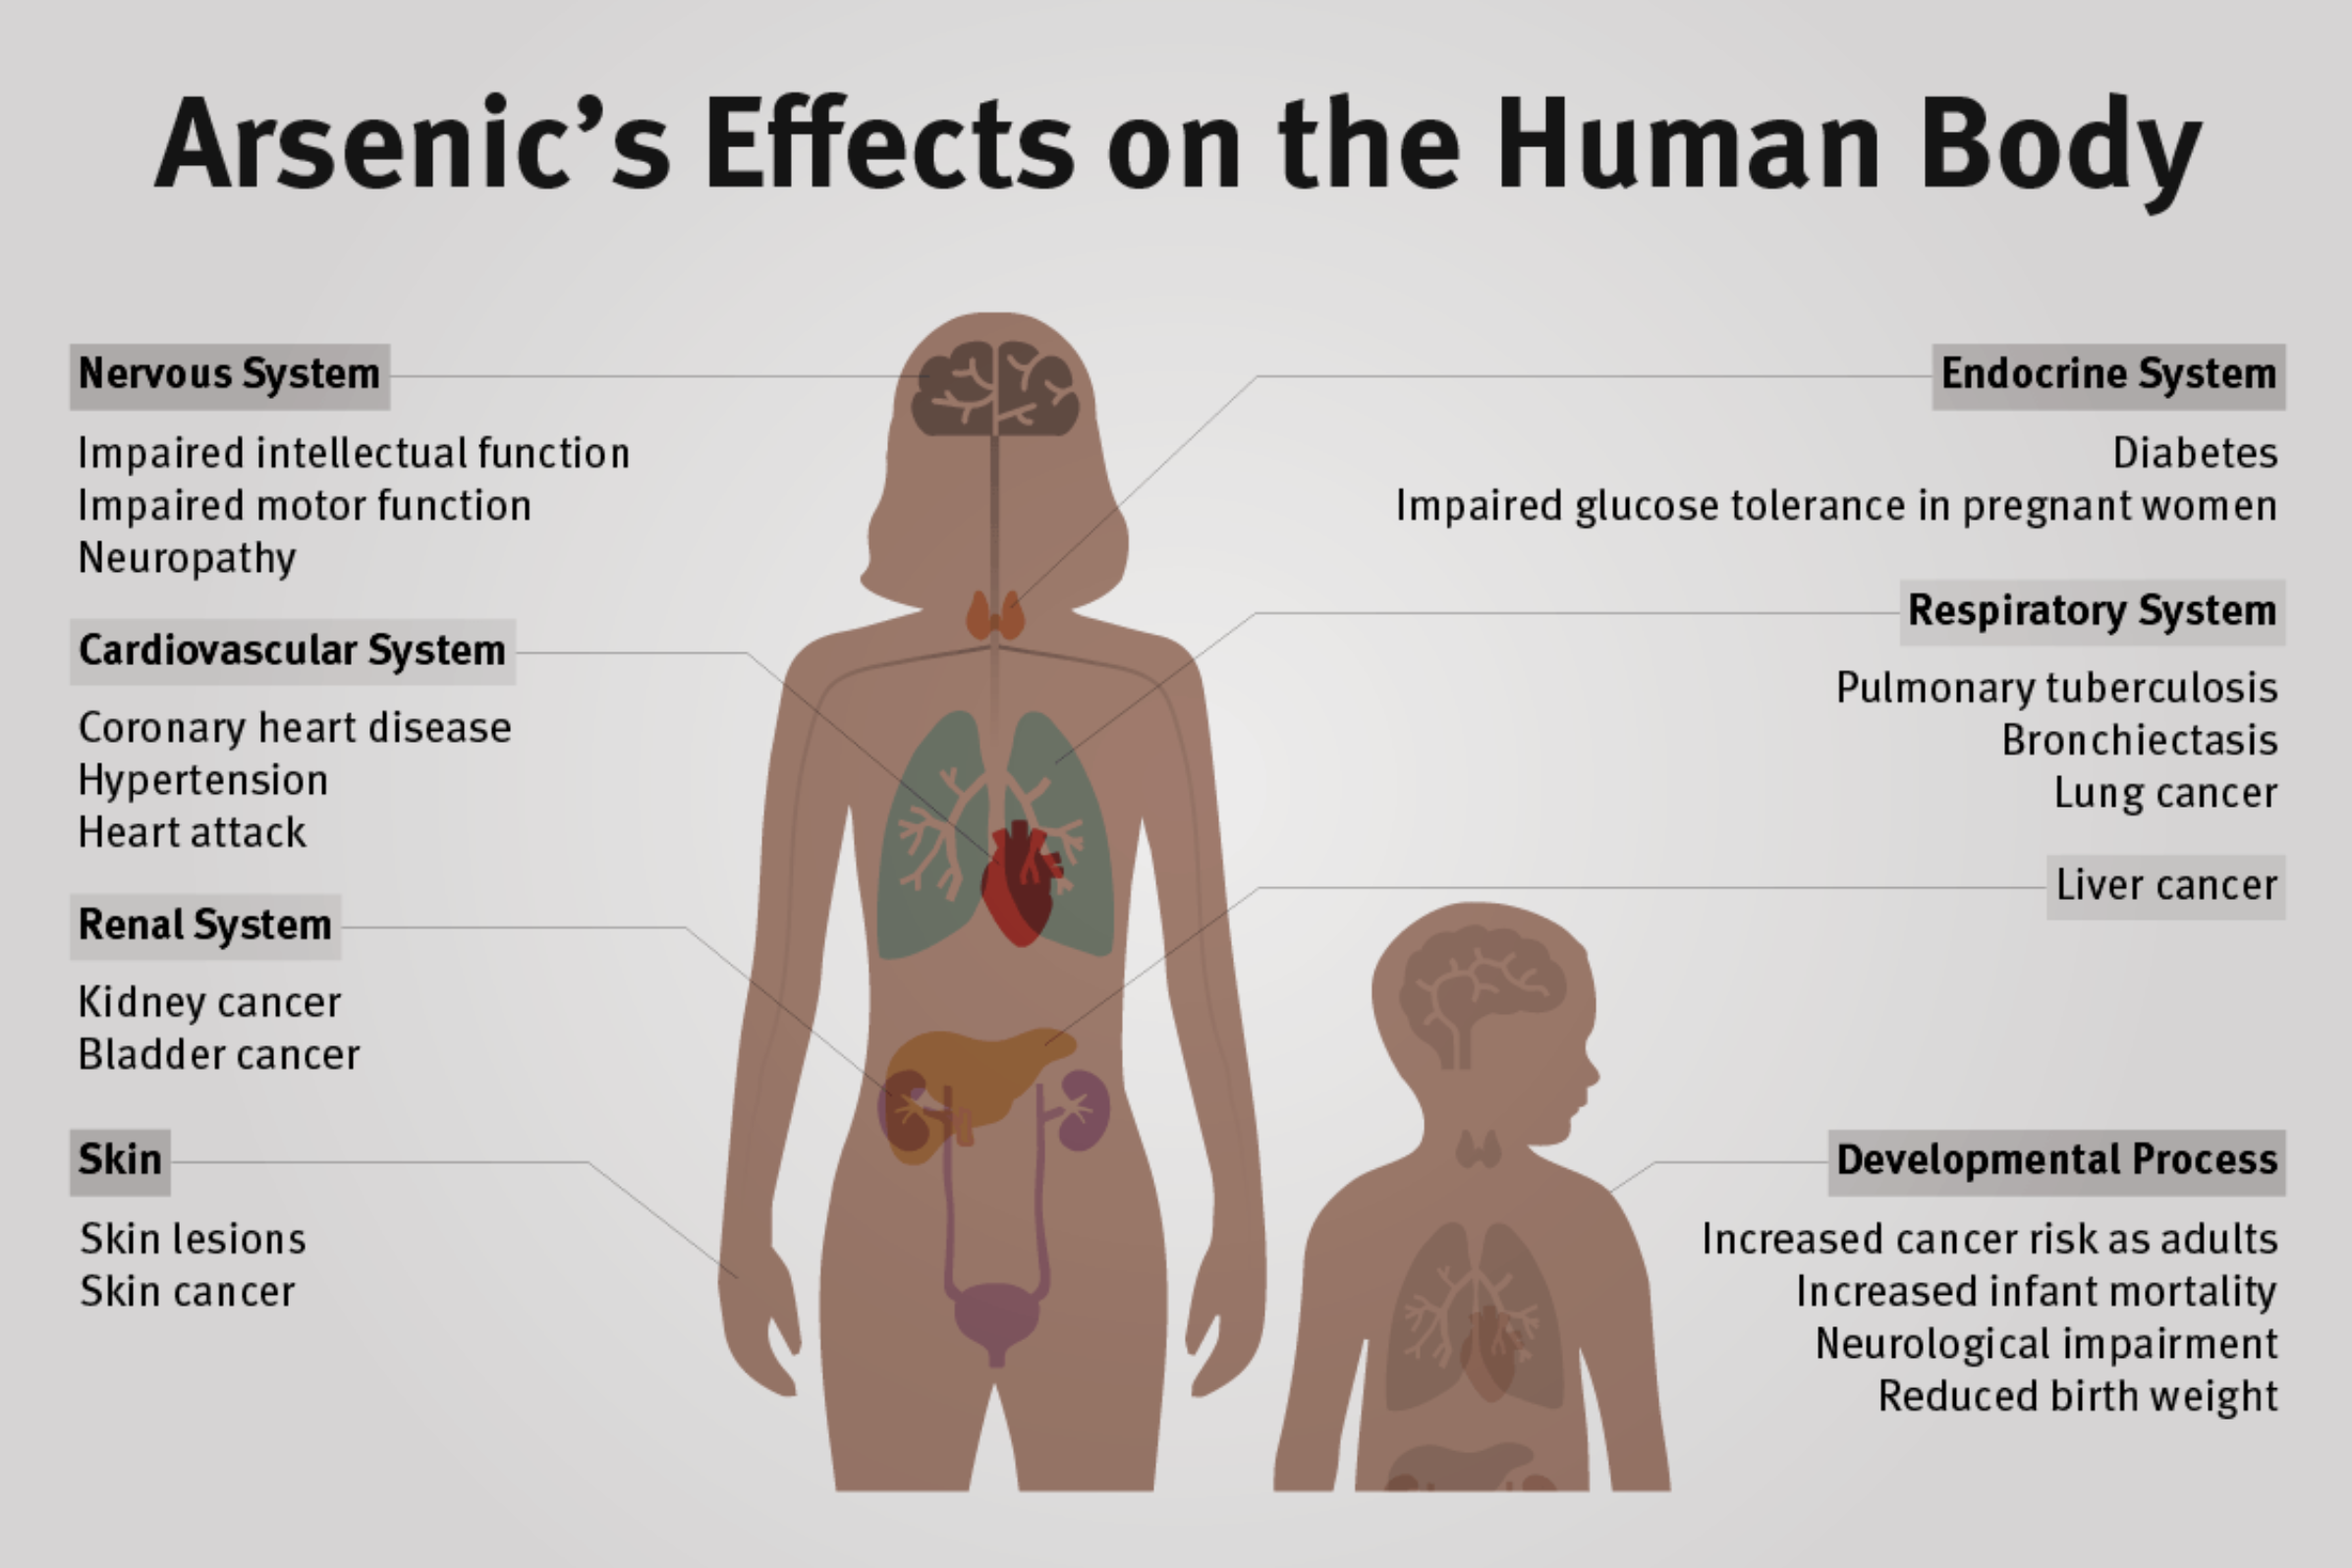 Arsenic’s Effects on the Human Body
Nervous System
Impaired intellectual function
Impaired motor function
Neuropathy
Cardiovascular System
Coronary heart disease
Hypertension
Heart attack
Renal System
Kidney cancer
Bladder cancer
Skin
Skin lesions
Skin cancer
Endocrine System
Diabetes
Impaired glucose tolerance in pregnant women
Respiratory System
Pulmonary tuberculosis
Bronchiectasis
Lung cancer
Liver cancer
Developmental Process
Increased cancer risk as adults
Increased infant mortality
Neurological impairment
Reduced birth weight